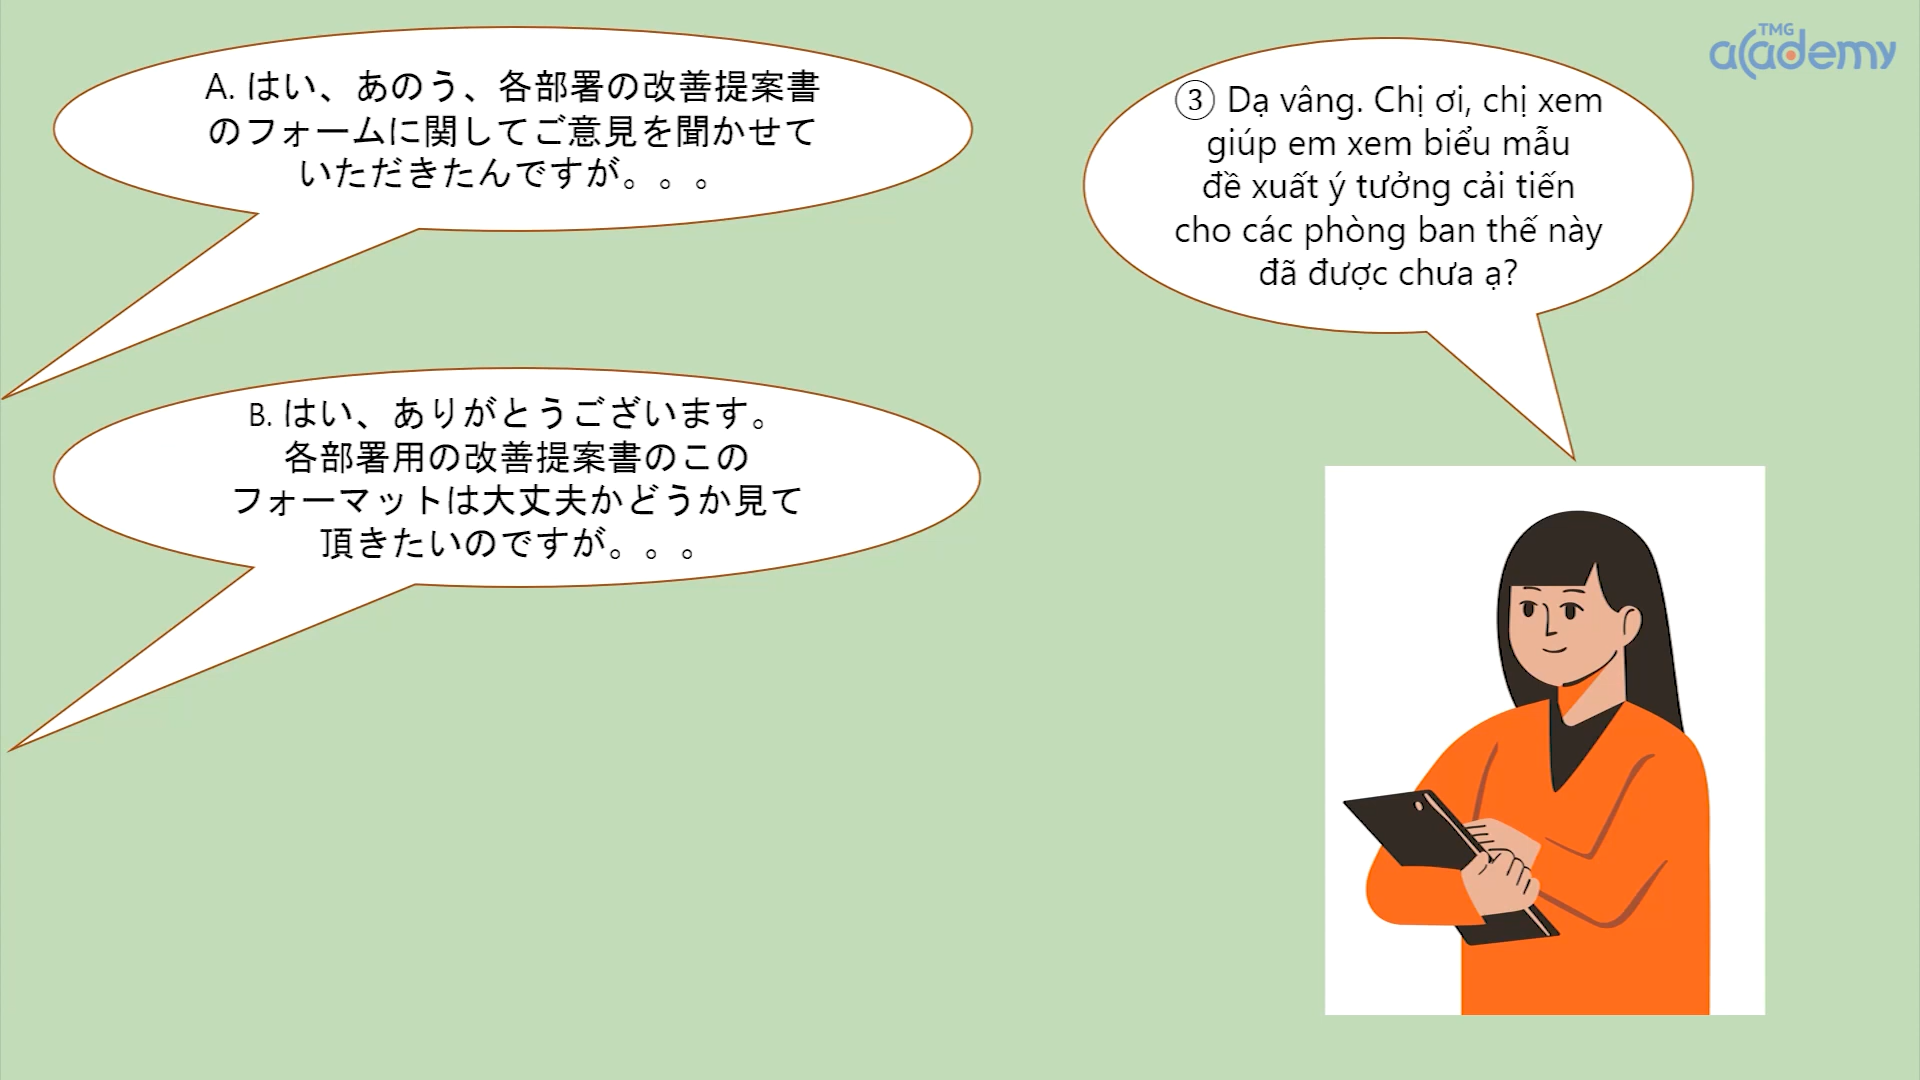 A. はい、あのう、各部署の改善提案書
のフォームに関してご意見を聞かせて
いただきたんですが。。。
③ Dạ vâng. Chị ơi, chị xem
giúp em xem biểu mẫu
đề xuất ý tưởng cải tiến
cho các phòng ban thế này
đã được chưa ạ?
TMG
academy
B. はい、ありがとうございます。
各部署用の改善提案書のこの
フォーマットは大丈夫かどうか見て
頂きたいのですが。。。